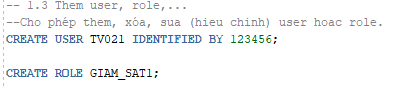 -- 1.3 Them user, role,...
--Cho phép them, xóa, sua (hieu chinh) user hoac role.
CREATE USER TV021 IDENTIFIED BY 123456;
CREATE ROLE GIAM_SAT1;